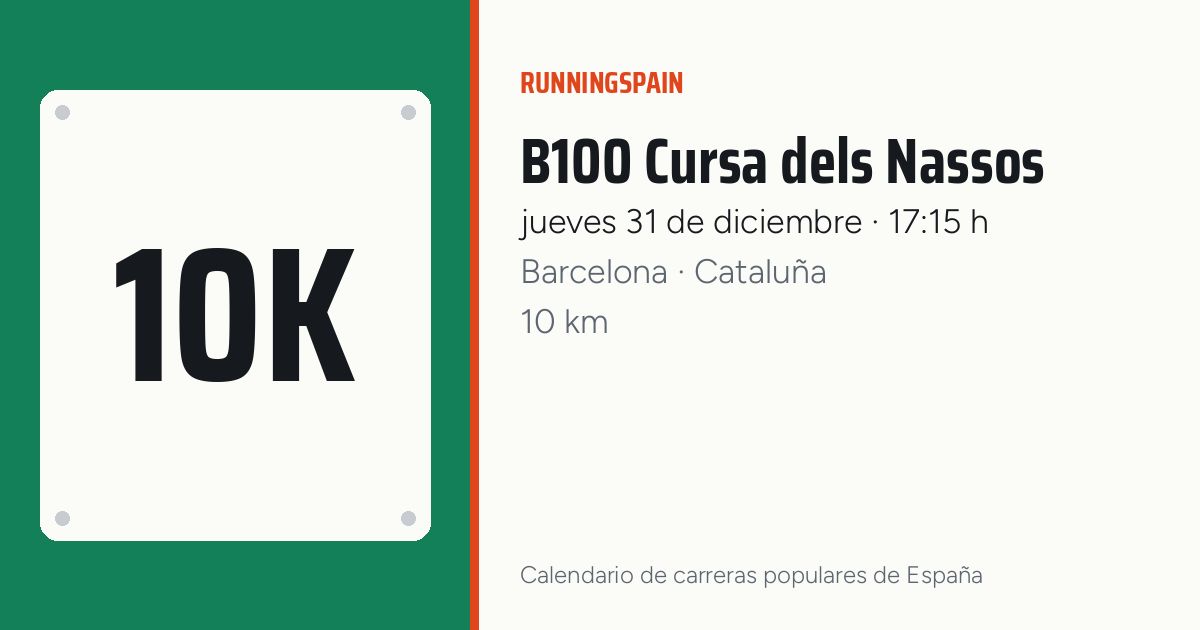 10K
RUNNINGSPAIN
B100 Cursa dels Nassos
jueves 31 de diciembre · 17:15 h
Barcelona · Cataluña
10 km
Calendario de carreras populares de España